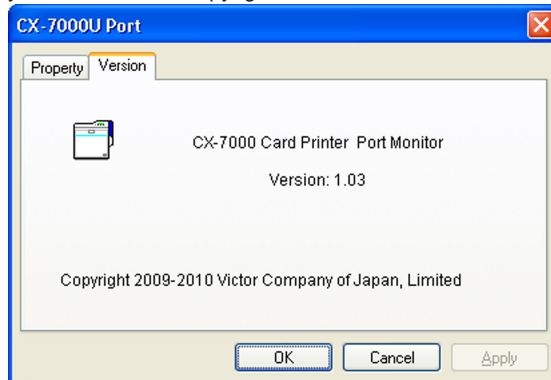 CX-7000U Port
Property Version
CX-7000 Card Printer Port Monitor
Version: 1.03
Copyright 2009-2010 Victor Company of Japan, Limited
OK Cancel Apply